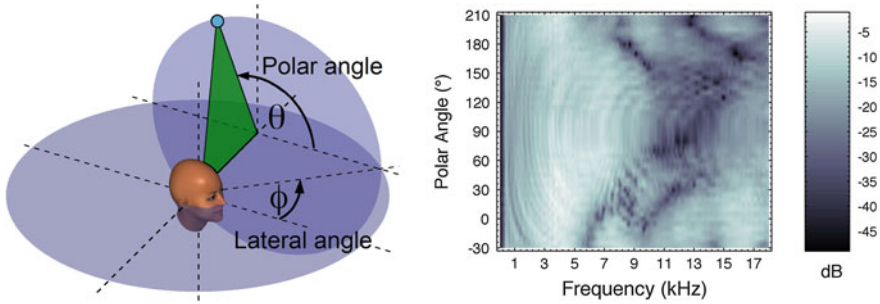 Polar angle
θ
ϕ
Lateral angle
Polar Angle (°)
210
180
150
120
90
60
30
0
-30
1 3 5 7 9 11 13 15 17
Frequency (kHz)
-5
-10
-15
-20
-25
-30
-35
-40
-45
dB